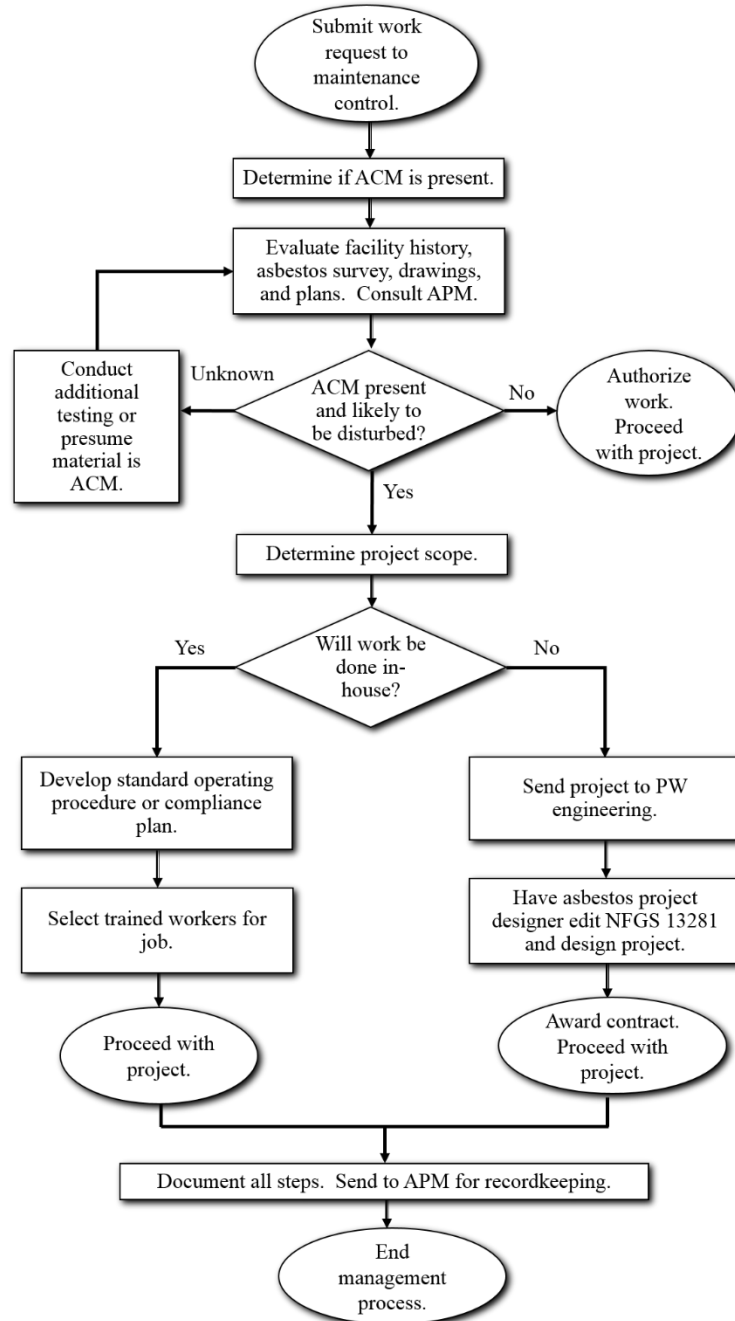 Submit work
request to
maintenance
control.
Determine if ACM is present.
Evaluate facility history,
asbestos survey, drawings,
and plans.  Consult APM.
Conduct
additional
testing or
presume
material is
ACM.
Unknown
ACM present
and likely to
be disturbed?
No
Authorize
work.
Proceed
with project.
Yes
Determine project scope.
Yes
Will work be
done in-
house?
No
Develop standard operating
procedure or compliance
plan.
Send project to PW
engineering.
Select trained workers for
job.
Have asbestos project
designer edit NFGS 13281
and design project.
Proceed with
project.
Award contract.
Proceed with
project.
Document all steps.  Send to APM for recordkeeping.
End
management
process.